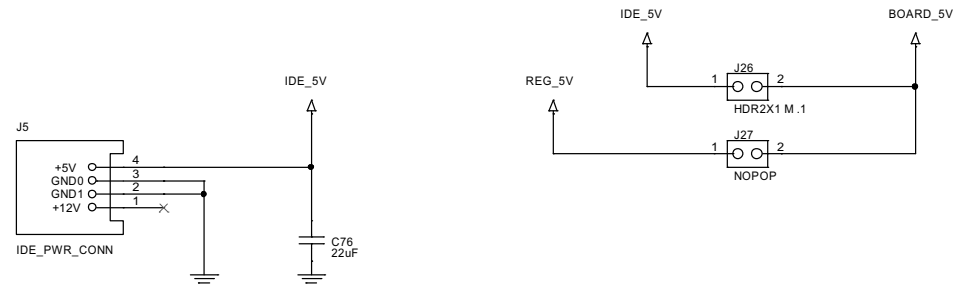 IDE_5V
BOARD_5V
J26
1
2
HDR2X1 M .1
REG_5V
J27
1
2
NOPOP
IDE_5V
J5
+5V
4
GND0
3
GND1
2
+12V
1
IDE_PWR_CONN
C76
22uF